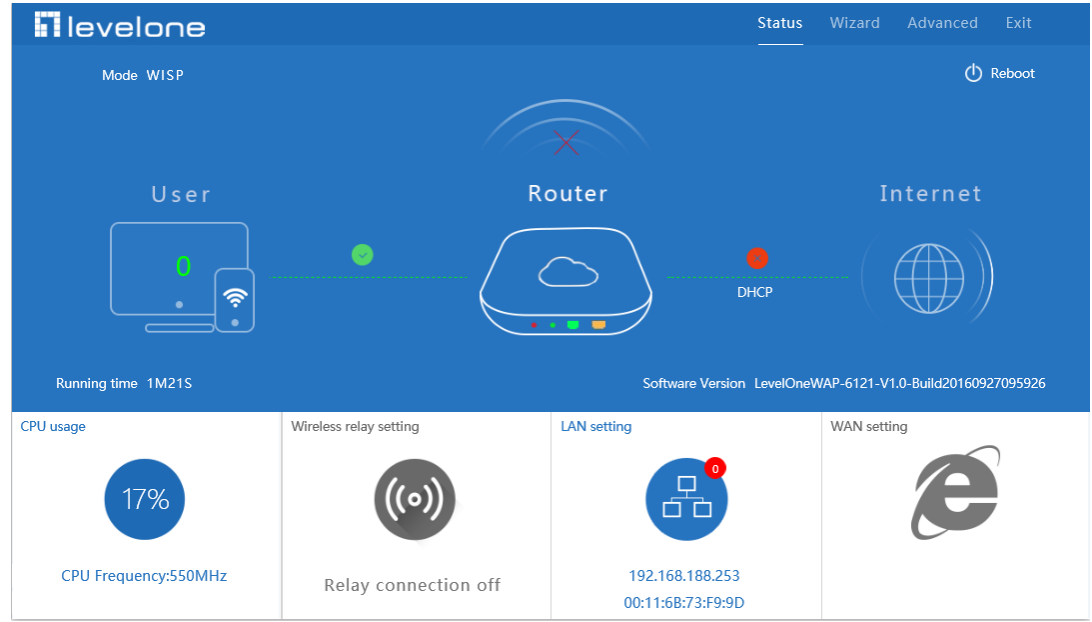 levelone
Status Wizard Advanced Exit
Mode WISP
Reboot
User
Router
Internet
0
DHCP
Running time 1M21S
Software Version LevelOneWAP-6121-V1.0-Build20160927095926
CPU usage
17%
CPU Frequency:550MHz
Wireless relay setting
Relay connection off
LAN setting
0
192.168.188.253
00:11:6B:73:F9:9D
WAN setting